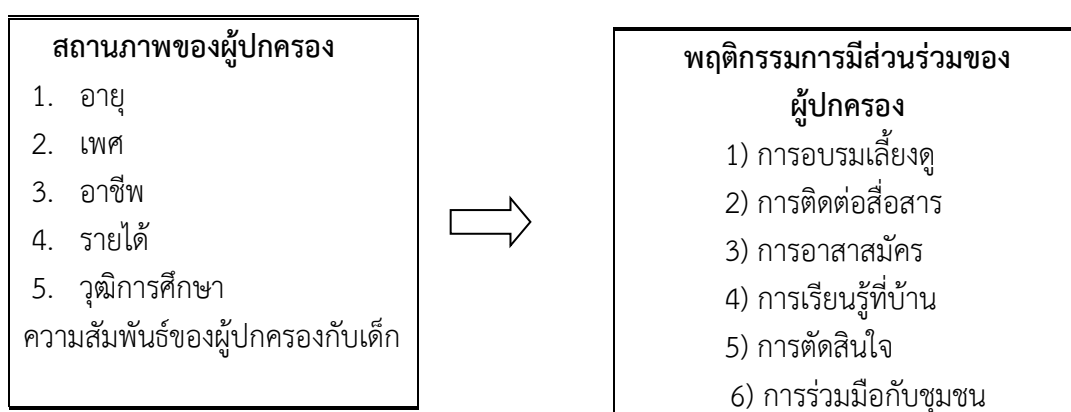 สถานภาพของผู้ปกครอง
1. อายุ
2. เพศ
3. อาชีพ
4. รายได้
5. วุฒิการศึกษา
ความสัมพันธ์ของผู้ปกครองกับเด็ก
พฤติกรรมการมีส่วนร่วมของ
ผู้ปกครอง
1) การอบรมเลี้ยงดู
2) การติดต่อสื่อสาร
3) การอาสาสมัคร
4) การเรียนรู้ที่บ้าน
5) การตัดสินใจ
6) การร่วมมือกับชุมชน